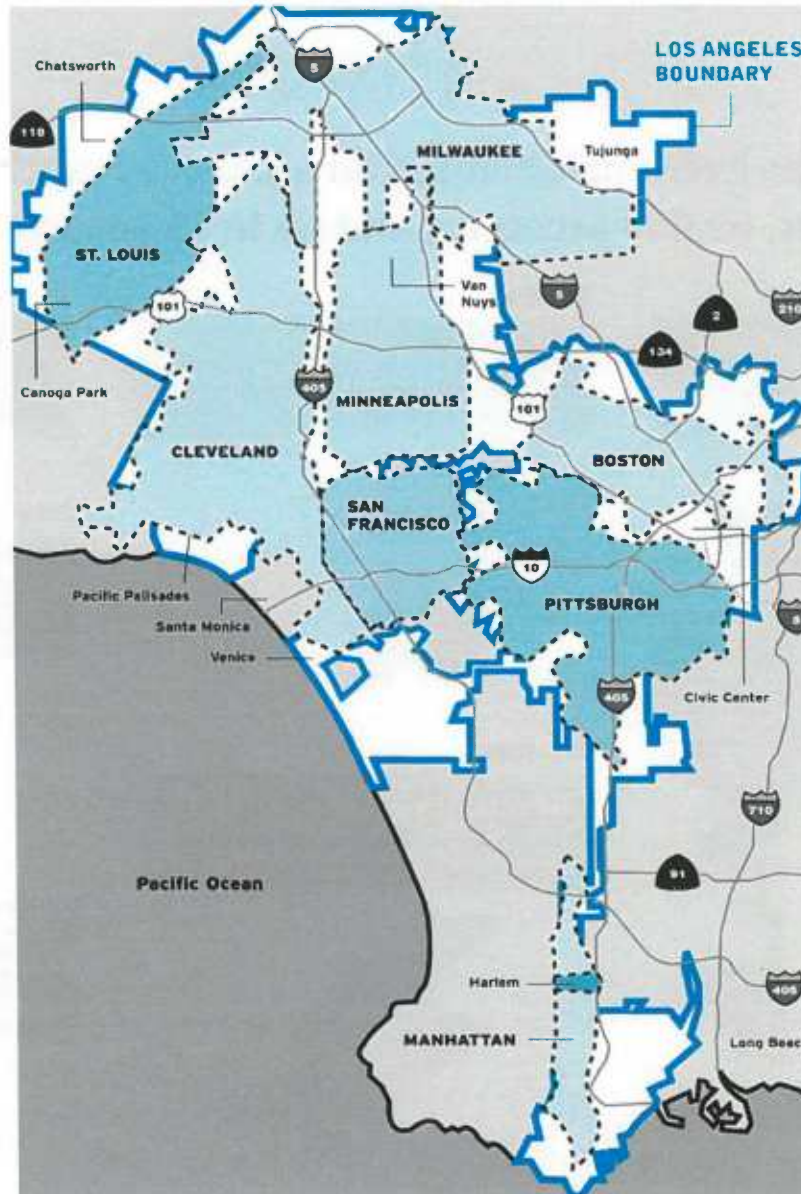 LOS ANGELES
BOUNDARY
Chatsworth
5
118
MILWAUKEE
Tujunga
ST. LOUIS
Van
Nuys
101
5
2
210
134
Canoga Park
405
MINNEAPOLIS
101
CLEVELAND
BOSTON
SAN
FRANCISCO
10
Pacific Palisades
PITTSBURGH
Santa Monica
Venice
405
Civic Center
710
Pacific Ocean
91
Harlem
405
MANHATTAN
Long Beac